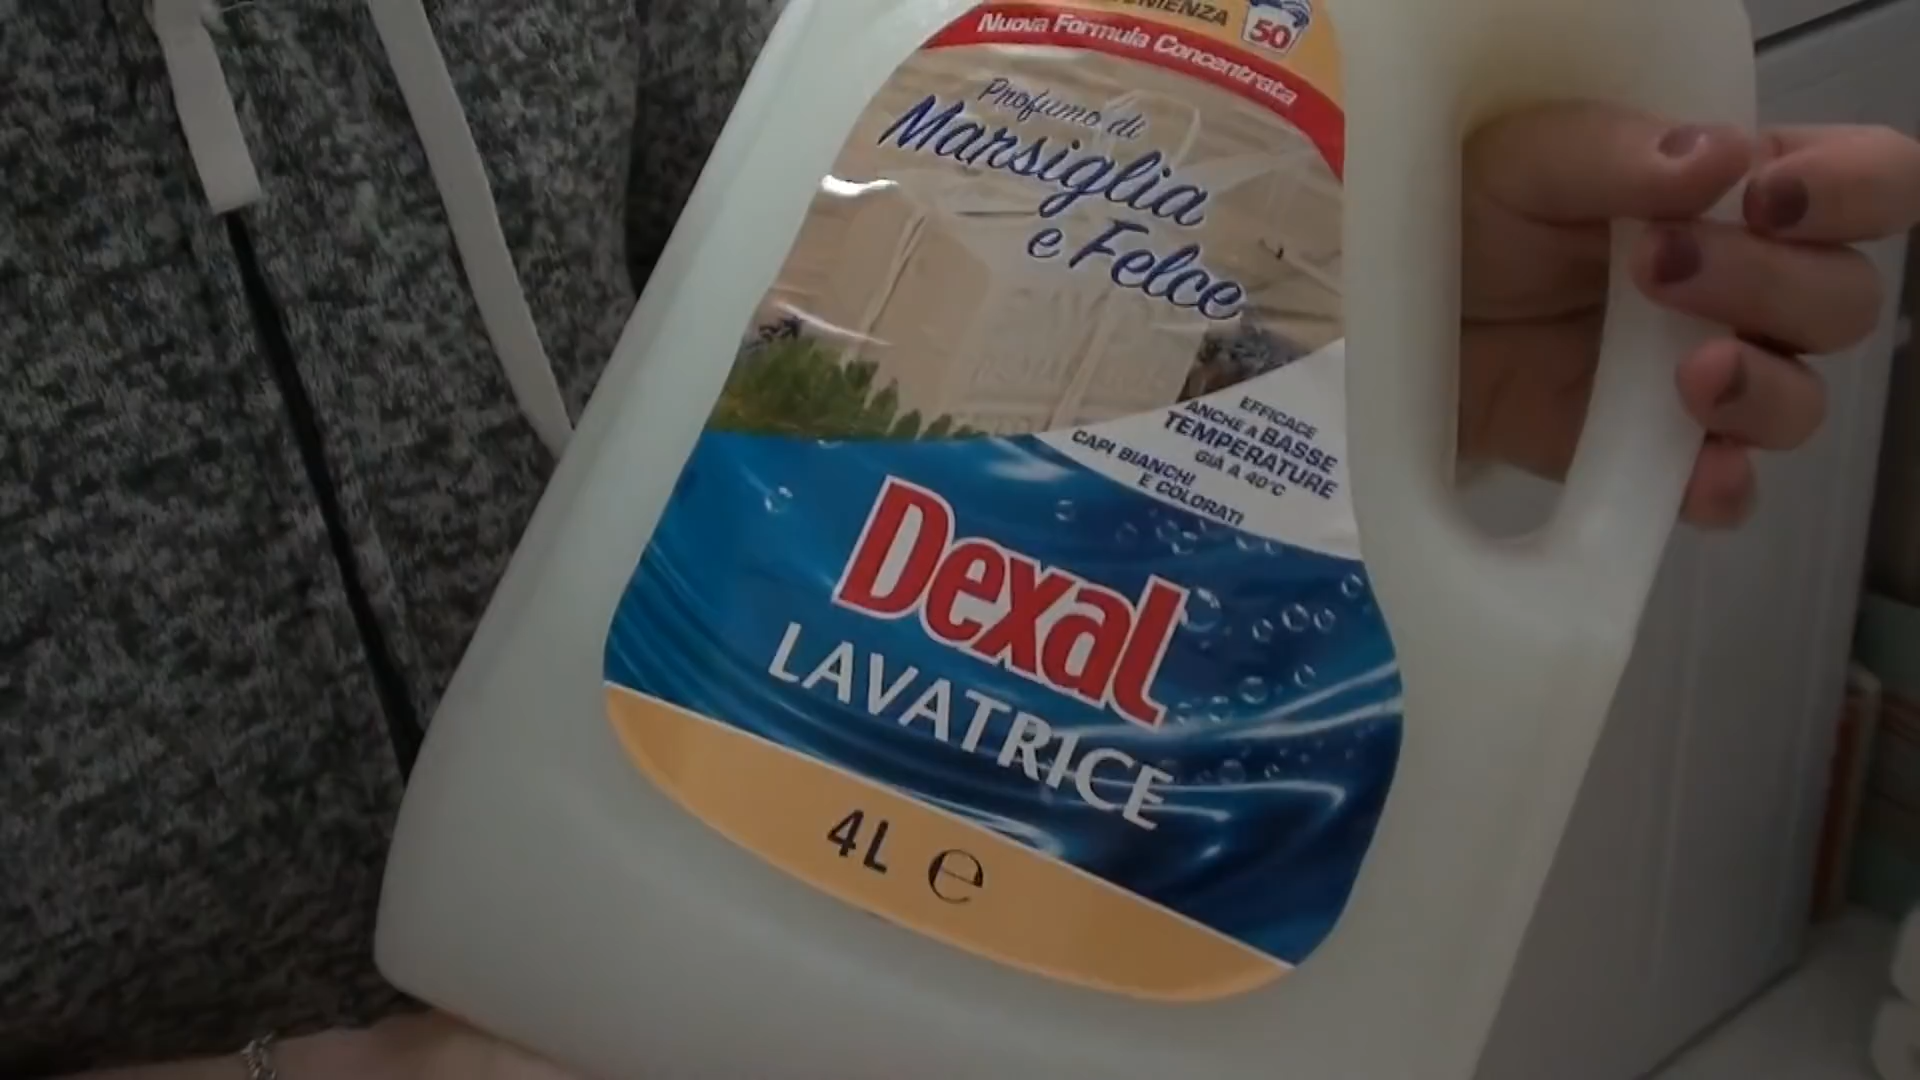 50
Nuova Formula Concentrata
Profumo di
Marsiglia
e Felce
EFFICACE
ANCHE A BASSE
TEMPERATURE
GIÀ A 40°C
CAPI BIANCHI
E COLORATI
Dexal
LAVATRICE
4L ℮